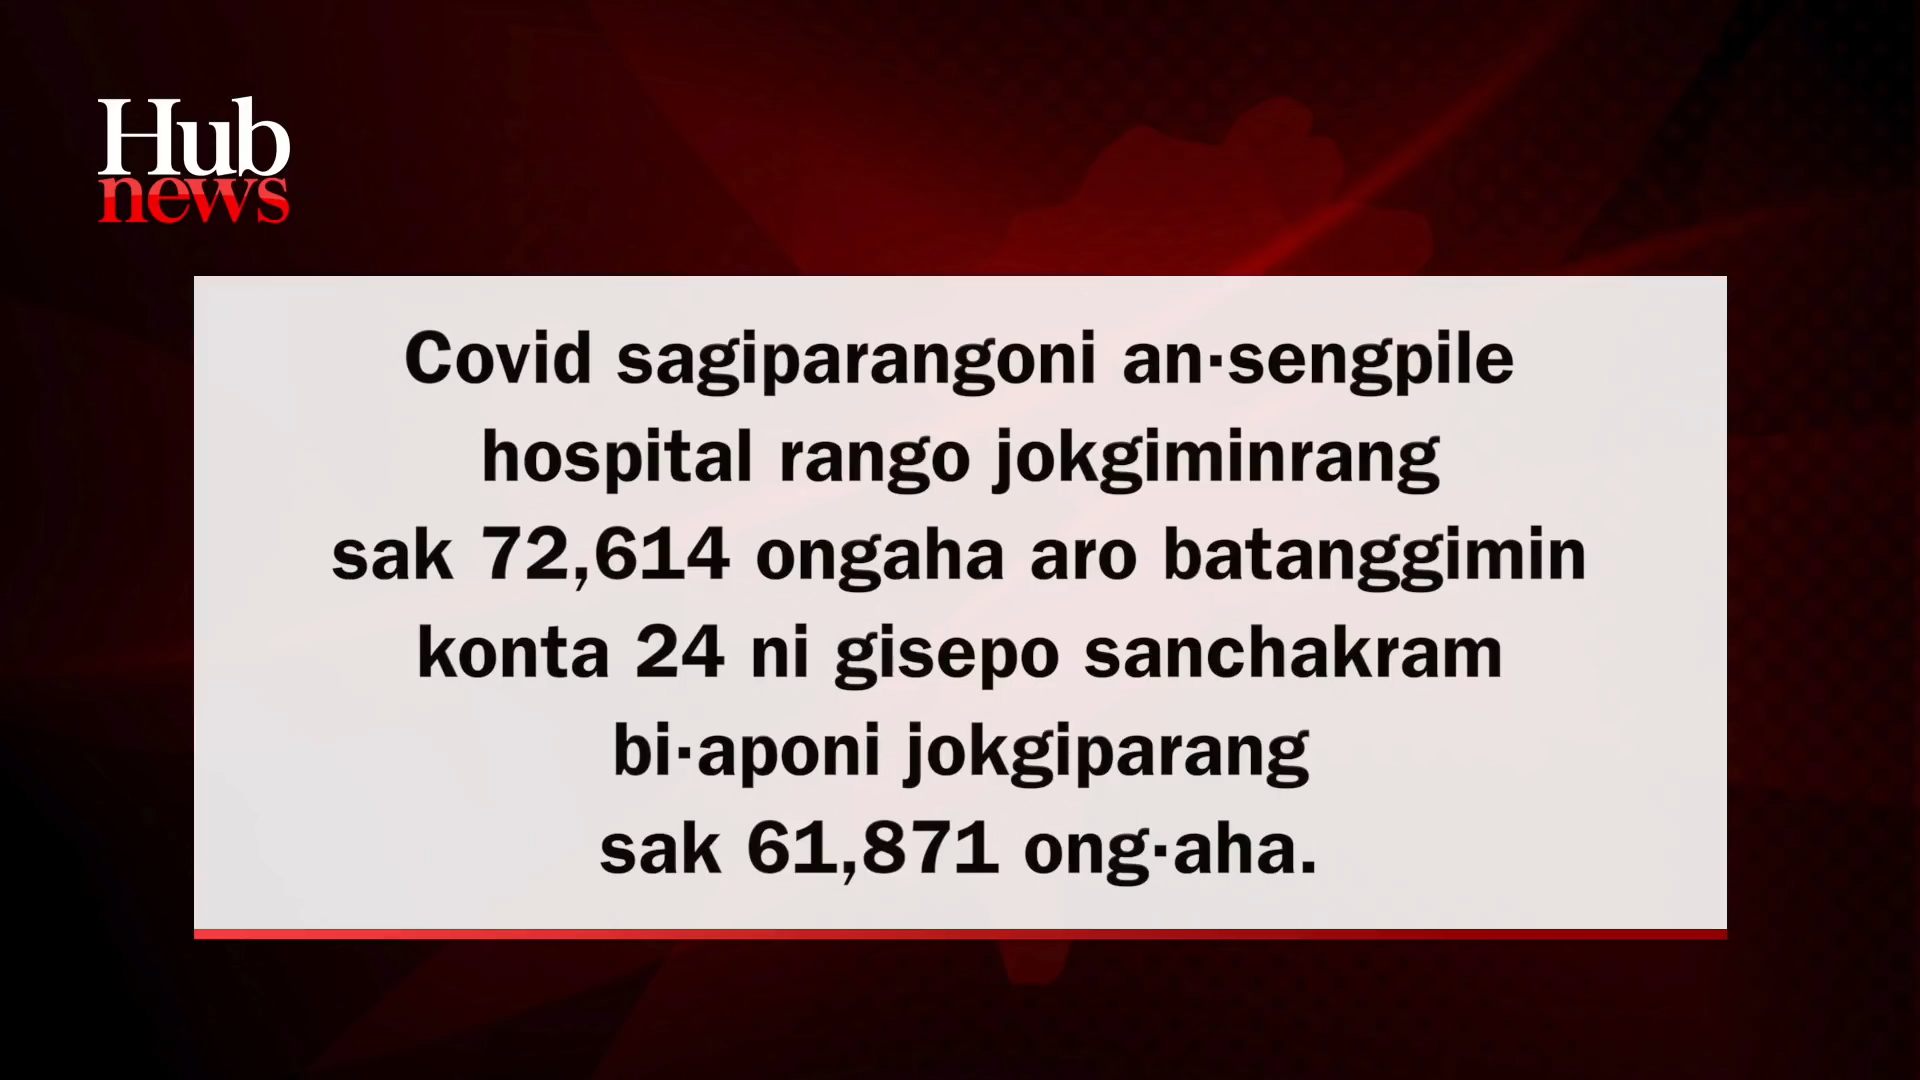 Hub
news
Covid sagiparangoni an·sengpile
hospital rango jokgiminrang
sak 72,614 ongaha aro batanggimin
konta 24 ni gisepo sanchakram
bi·aponi jokgiparang
sak 61,871 ong·aha.